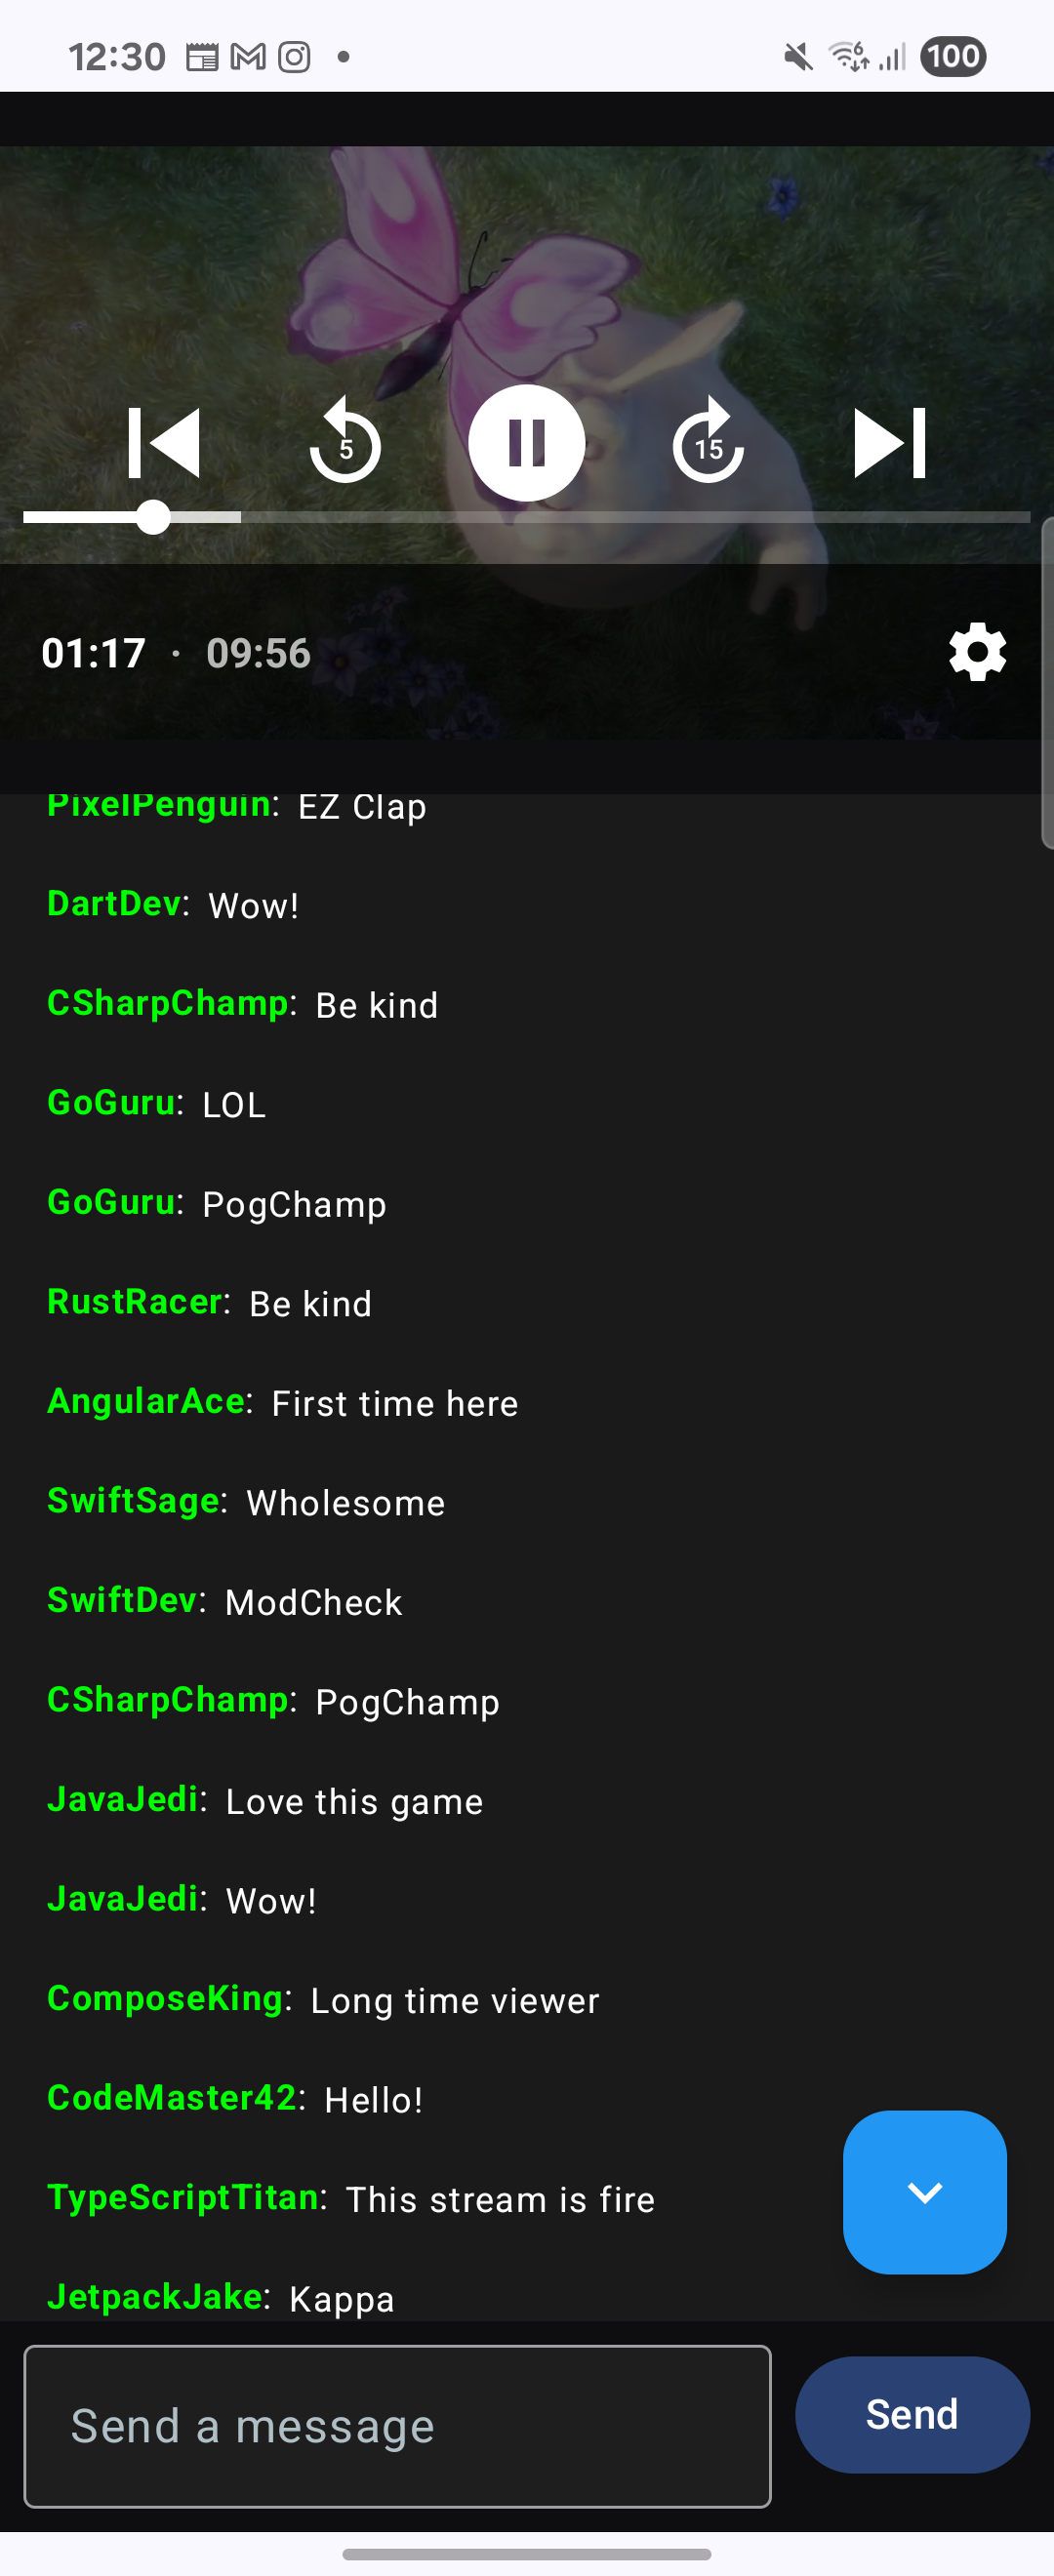 12:30
6
100
5
15
01:17 · 09:56
PixelPenguin: EZ Clap
DartDev: Wow!
CSharpChamp: Be kind
GoGuru: LOL
GoGuru: PogChamp
RustRacer: Be kind
AngularAce: First time here
SwiftSage: Wholesome
SwiftDev: ModCheck
CSharpChamp: PogChamp
JavaJedi: Love this game
JavaJedi: Wow!
ComposeKing: Long time viewer
CodeMaster42: Hello!
TypeScriptTitan: This stream is fire
JetpackJake: Kappa
Send a message
Send